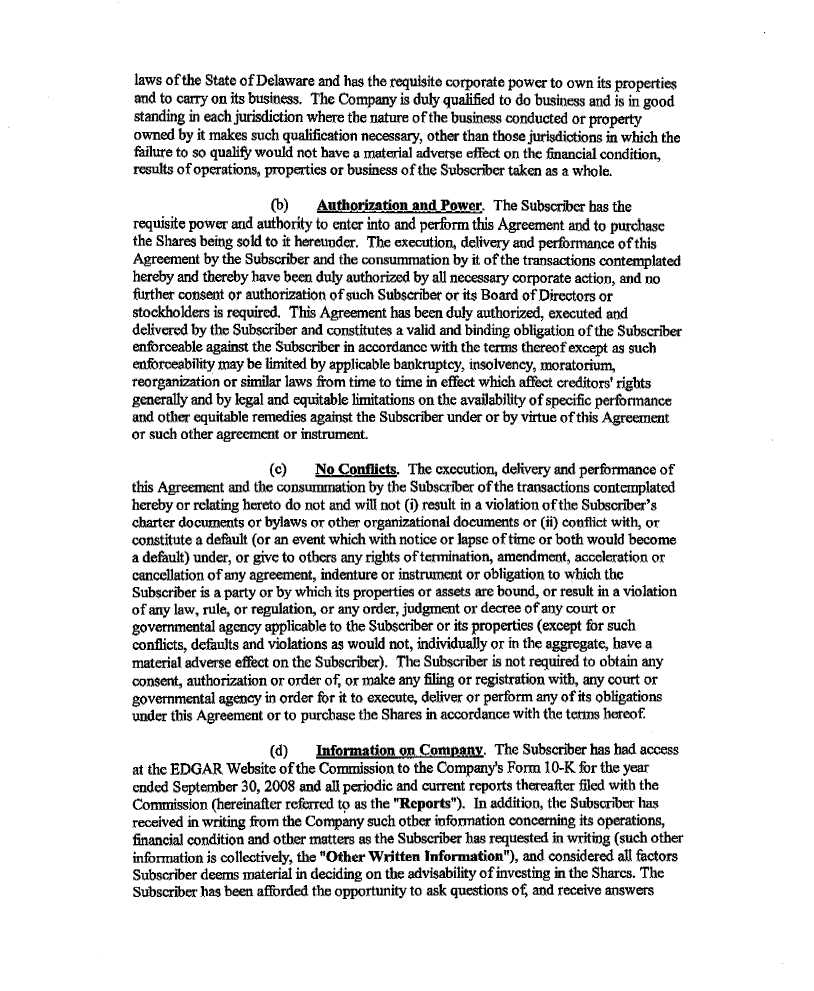 laws of the State of Delaware and has the requisite corporate power to own its properties
and to carry on its business. The Company is duly qualified to do business and is in good
standing in each jurisdiction where the nature of the business conducted or property
owned by it makes such qualification necessary, other than those jurisdictions in which the
failure to so qualify would not have a material adverse effect on the financial condition,
results of operations, properties or business of the Subscriber taken as a whole.
(b) Authorization and Power. The Subscriber has the
requisite power and authority to enter into and perform this Agreement and to purchase
the Shares being sold to it hereunder. The execution, delivery and performance of this
Agreement by the Subscriber and the consummation by it of the transactions contemplated
hereby and thereby have been duly authorized by all necessary corporate action, and no
further consent or authorization of such Subscriber or its Board of Directors or
stockholders is required. This Agreement has been duly authorized, executed and
delivered by the Subscriber and constitutes a valid and binding obligation of the Subscriber
enforceable against the Subscriber in accordance with the terms thereof except as such
enforceability may be limited by applicable bankruptcy, insolvency, moratorium,
reorganization or similar laws from time to time in effect which affect creditors' rights
generally and by legal and equitable limitations on the availability of specific performance
and other equitable remedies against the Subscriber under or by virtue of this Agreement
or such other agreement or instrument.
(c) No Conflicts. The execution, delivery and performance of
this Agreement and the consummation by the Subscriber of the transactions contemplated
hereby or relating hereto do not and will not (i) result in a violation of the Subscriber's
charter documents or bylaws or other organizational documents or (ii) conflict with, or
constitute a default (or an event which with notice or lapse of time or both would become
a default) under, or give to others any rights of termination, amendment, acceleration or
cancellation of any agreement, indenture or instrument or obligation to which the
Subscriber is a party or by which its properties or assets are bound, or result in a violation
of any law, rule, or regulation, or any order, judgment or decree of any court or
governmental agency applicable to the Subscriber or its properties (except for such
conflicts, defaults and violations as would not, individually or in the aggregate, have a
material adverse effect on the Subscriber). The Subscriber is not required to obtain any
consent, authorization or order of, or make any filing or registration with, any court or
governmental agency in order for it to execute, deliver or perform any of its obligations
under this Agreement or to purchase the Shares in accordance with the terms hereof.
(d) Information on Company. The Subscriber has had access
at the EDGAR Website of the Commission to the Company's Form 10-K for the year
ended September 30, 2008 and all periodic and current reports thereafter filed with the
Commission (hereinafter referred to as the "Reports"). In addition, the Subscriber has
received in writing from the Company such other information concerning its operations,
financial condition and other matters as the Subscriber has requested in writing (such other
information is collectively, the "Other Written Information"), and considered all factors
Subscriber deems material in deciding on the advisability of investing in the Shares. The
Subscriber has been afforded the opportunity to ask questions of, and receive answers